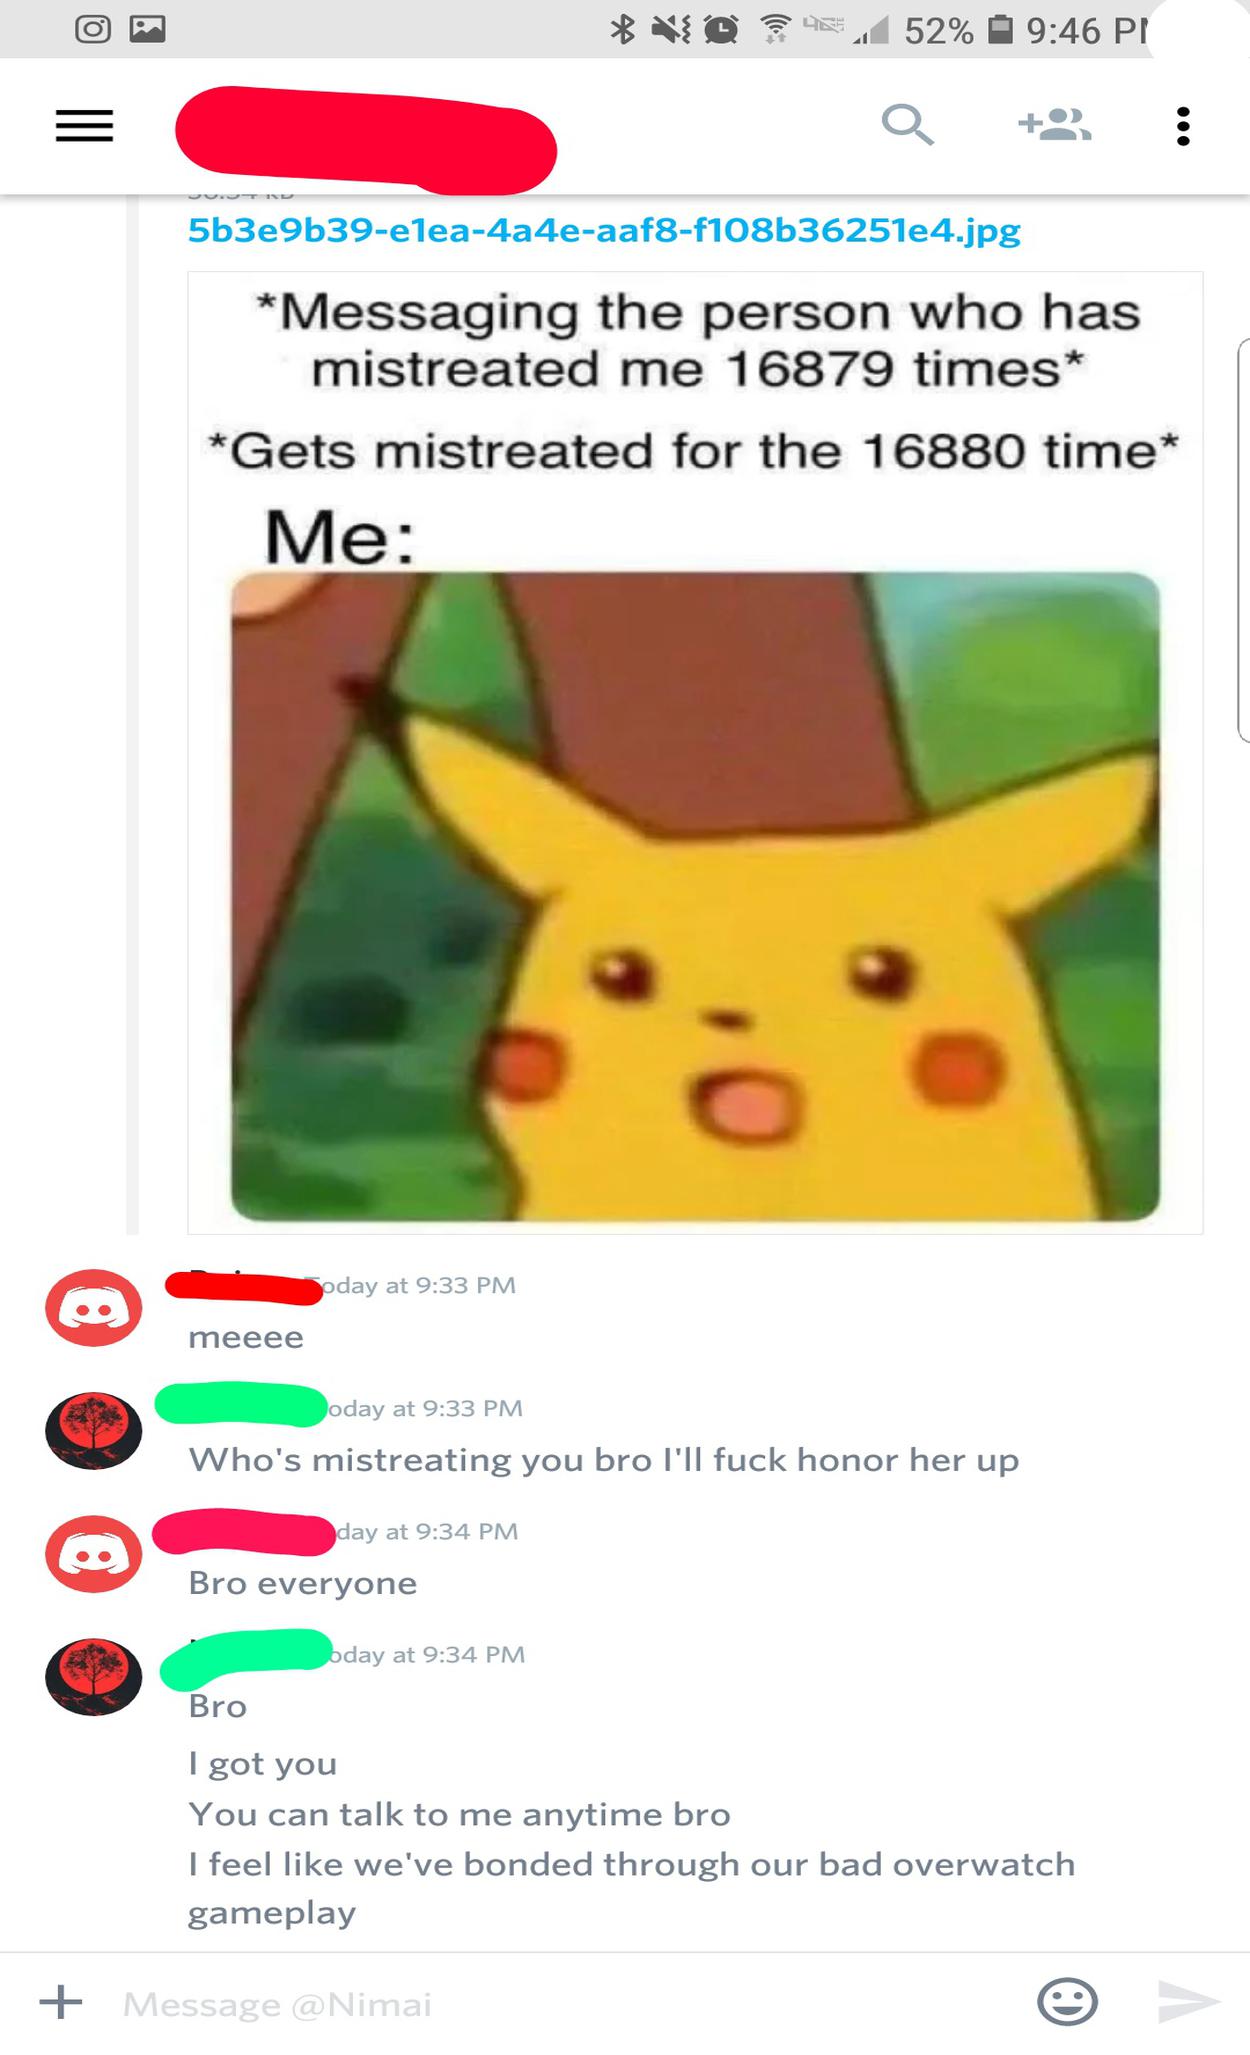 52% 9:46
5b3e9b39-e1ea-4a4e-aaf8-f108b36251e4.jpg
*Messaging the person who has
mistreated me 16879 times*
*Gets mistreated for the 16880 time*
Me:
Today at 9:33 PM
meeee
oday at 9:33 PM
Who's mistreating you bro I'll fuck honor her up
day at 9:34 PM
Bro everyone
oday at 9:34 PM
Bro
I got you
You can talk to me anytime bro
I feel like we've bonded through our bad overwatch
gameplay
Message @Nimai